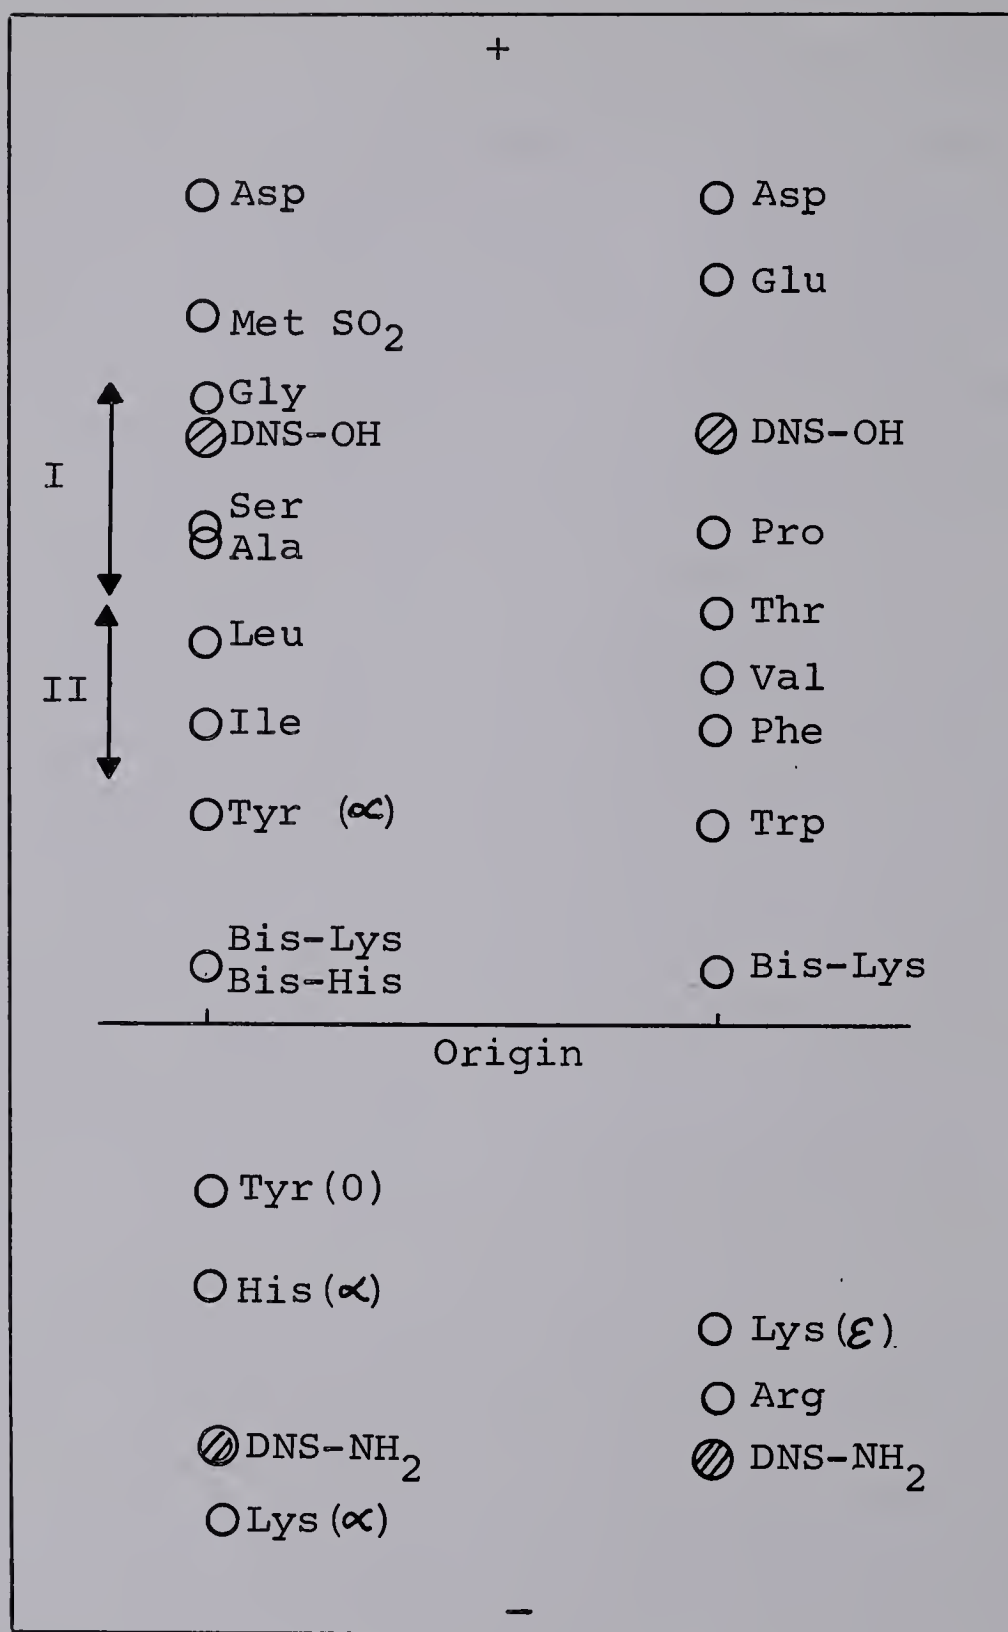 +
Asp
Asp
Glu
Met SO₂
Gly
DNS-OH
DNS-OH
I
Ser
Ala
Pro
Thr
Leu
II
Val
Ile
Phe
Tyr (∝)
Trp
Bis-Lys
Bis-His
Bis-Lys
Origin
Tyr(O)
His(∝)
Lys(ε)
Arg
DNS-NH₂
DNS-NH₂
Lys(∝)
−